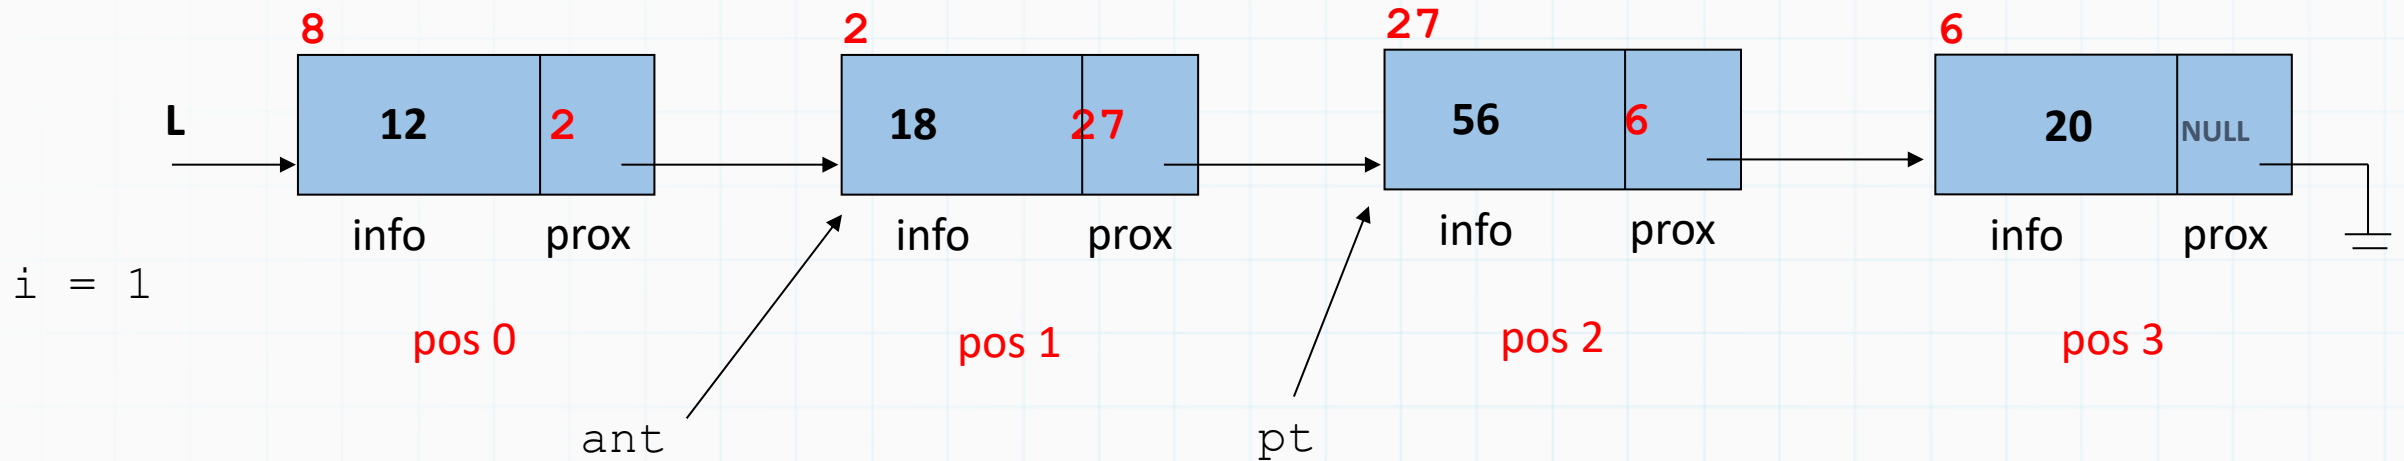 8 2 27 6
L 12 2 18 27 56 6 20 NULL
info prox info prox info prox info prox
i = 1
pos 0 pos 1 pos 2 pos 3
ant pt